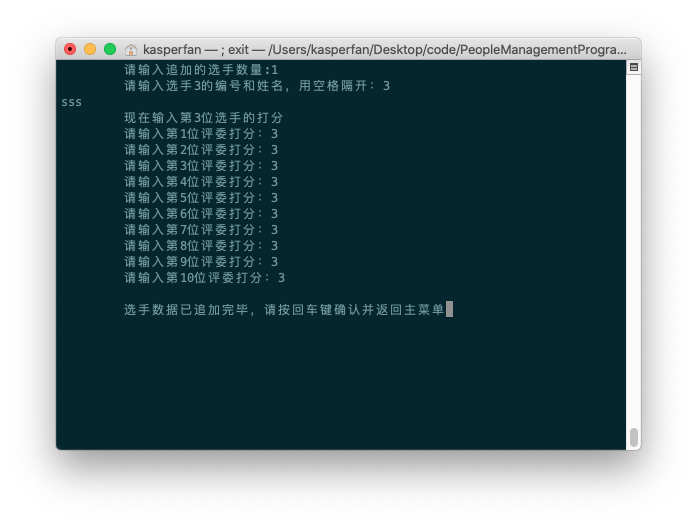 kasperfan — ; exit — /Users/kasperfan/Desktop/code/PeopleManagementProgra...
请输入追加的选手数量:1
请输入选手3的编号和姓名，用空格隔开：3
sss
现在输入第3位选手的打分
请输入第1位评委打分：3
请输入第2位评委打分：3
请输入第3位评委打分：3
请输入第4位评委打分：3
请输入第5位评委打分：3
请输入第6位评委打分：3
请输入第7位评委打分：3
请输入第8位评委打分：3
请输入第9位评委打分：3
请输入第10位评委打分：3
选手数据已追加完毕，请按回车键确认并返回主菜单